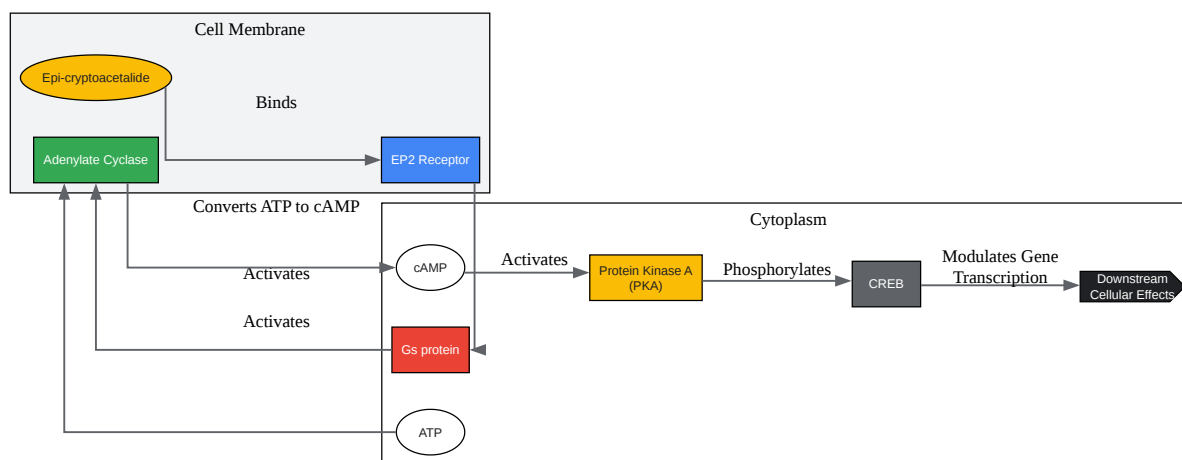 Cell Membrane
Epi-cryptoacetalide
Binds
Adenylate Cyclase
EP2 Receptor
Converts ATP to cAMP
Cytoplasm
cAMP
Activates
Activates
Protein Kinase A
(PKA)
Phosphorylates
CREB
Modulates Gene
Transcription
Downstream
Cellular Effects
Activates
Gs protein
ATP